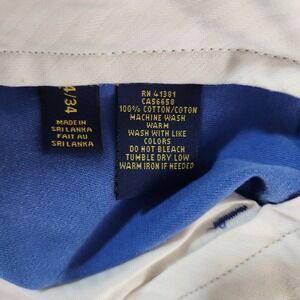 4/34
MADE IN
SRI LANKA
FAIT AU
SRI LANKA
RN 41381
CA56658
100% COTTON/COTON
MACHINE WASH
WARM
WASH WITH LIKE
COLORS
DO NOT BLEACH
TUMBLE DRY LOW
WARM IRON IF NEEDED